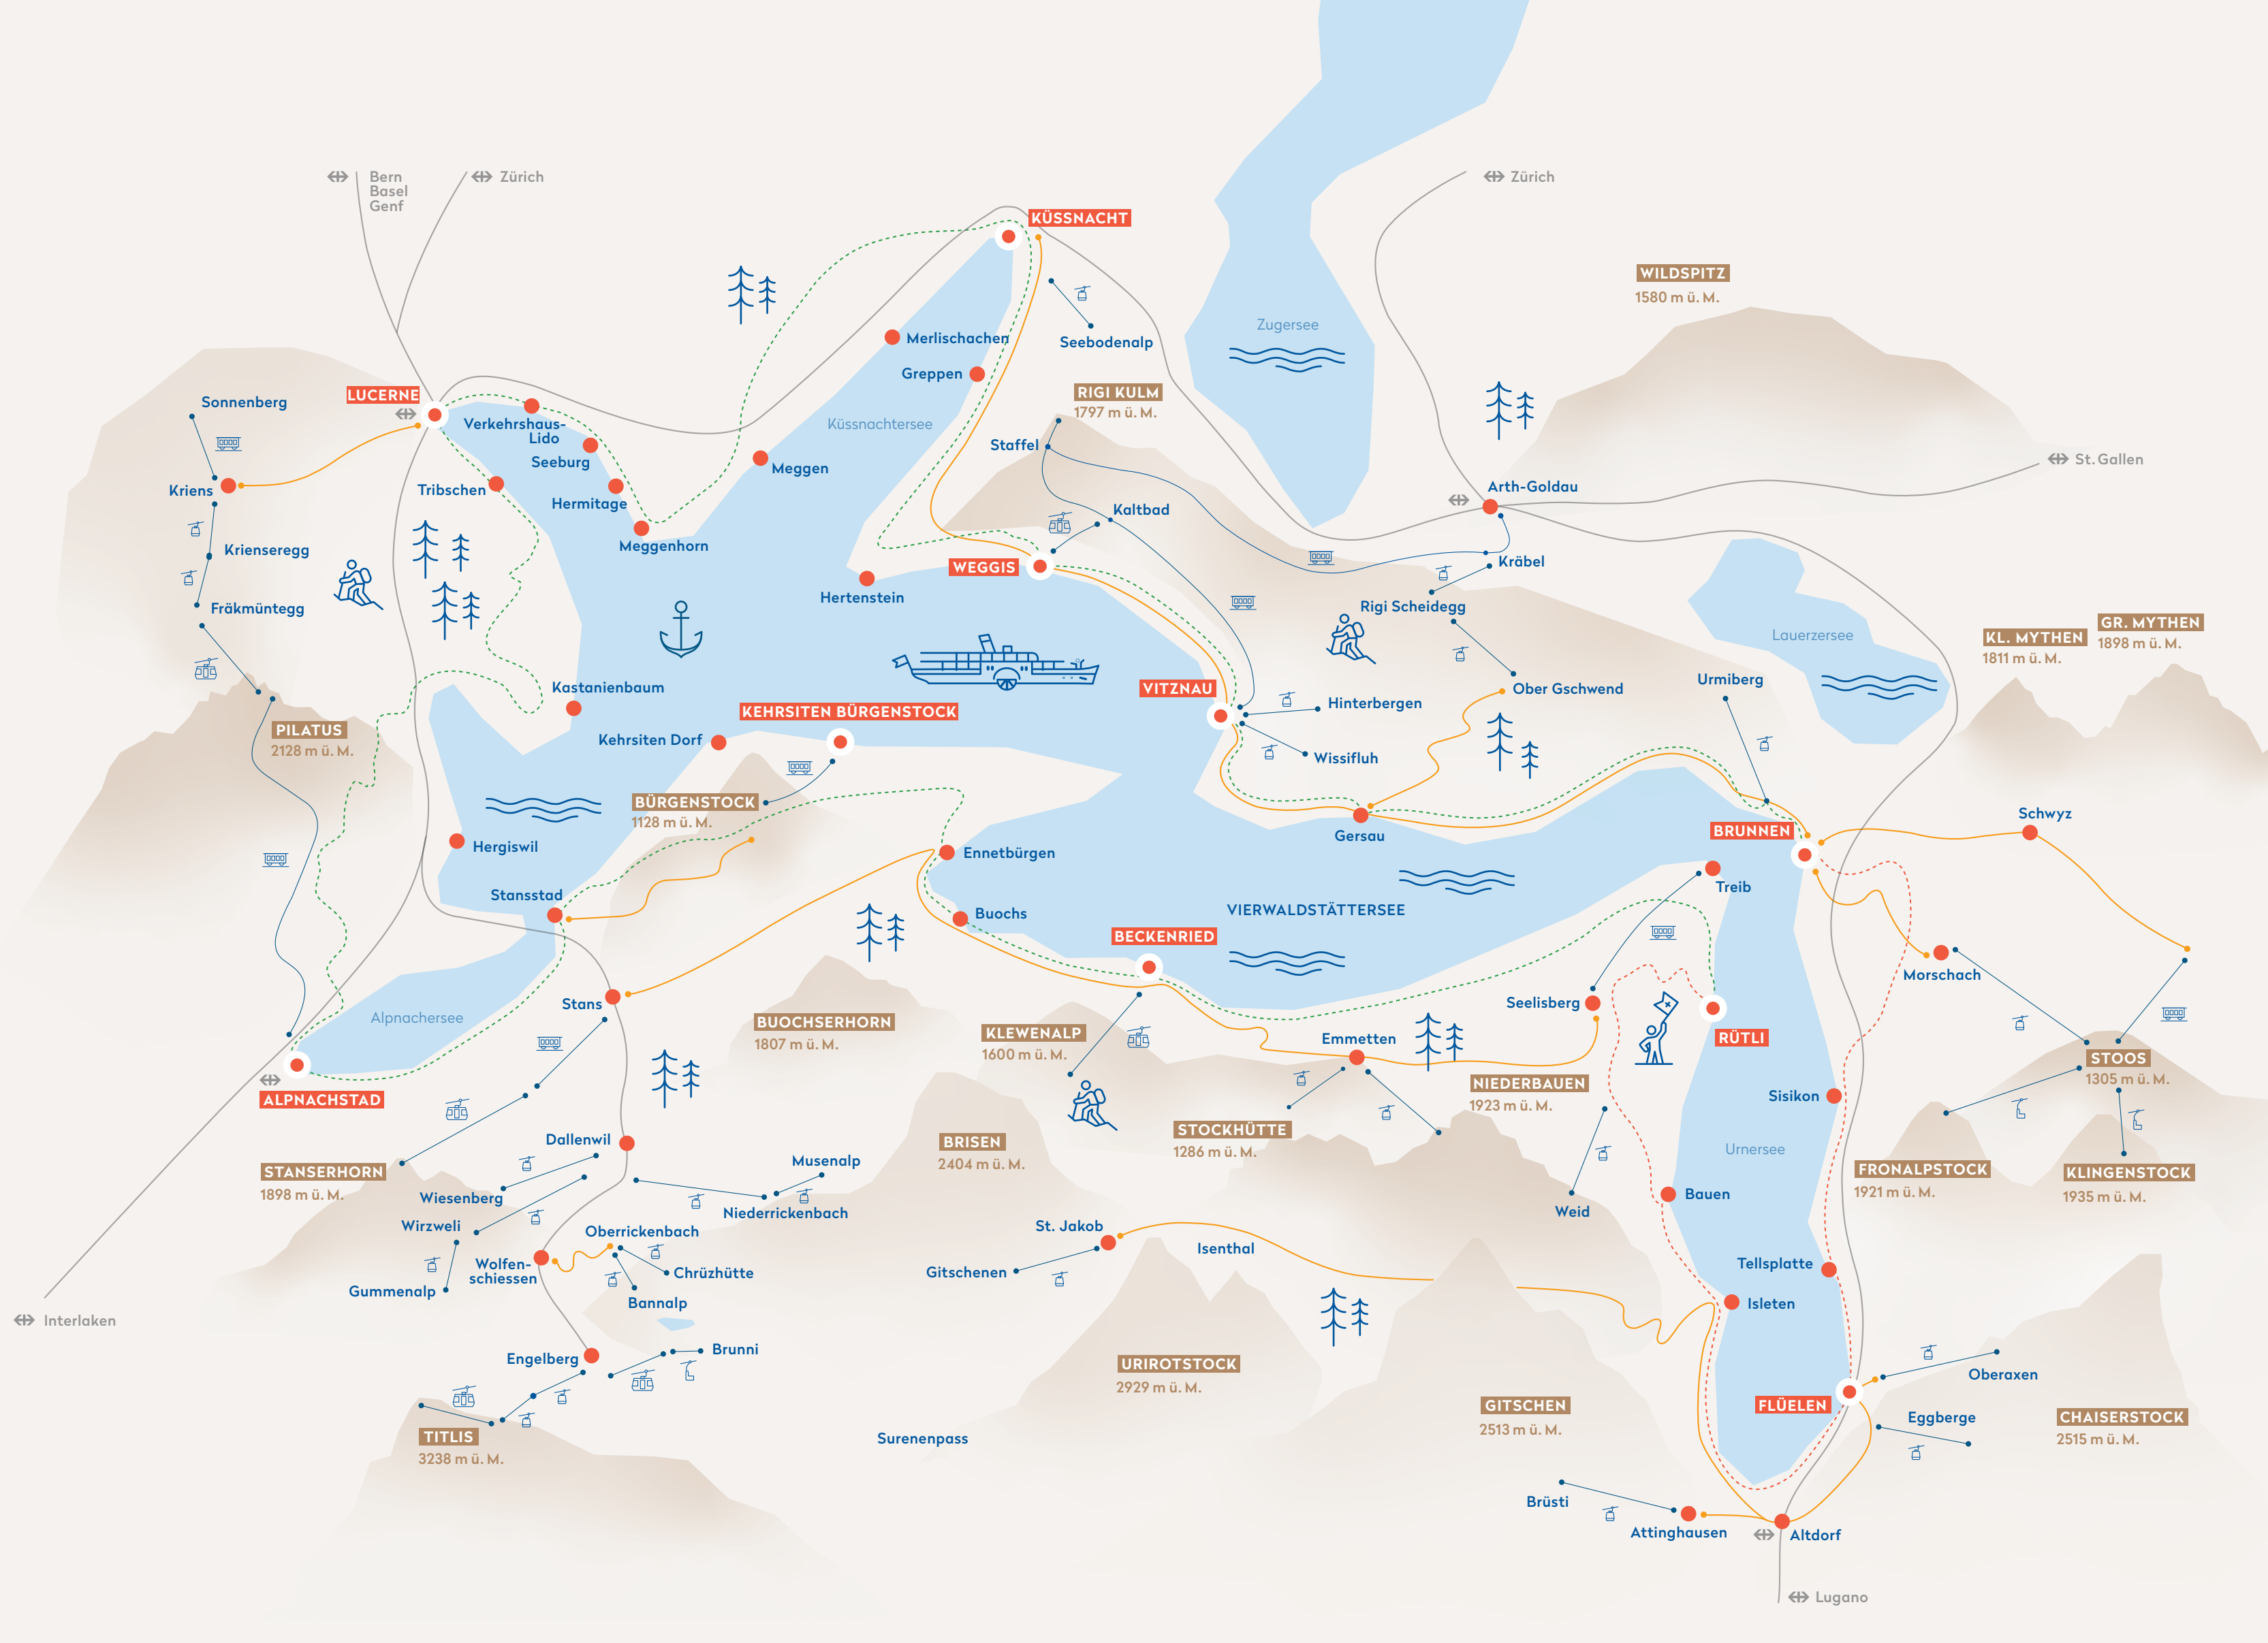 Bern
Basel
Genf
Zürich
Zürich
KÜSSNACHT
WILDSPITZ
1580 m ü. M.
Zugersee
Merlischachen
Seebodenalp
Greppen
RIGI KULM
1797 m ü. M.
LUCERNE
Sonnenberg
Verkehrshaus-
Lido
Küssnachtersee
Staffel
Seeburg
Meggen
St. Gallen
Kriens
Tribschen
Hermitage
Arth-Goldau
Kaltbad
Meggenhorn
Krienseregg
WEGGIS
Kräbel
Hertenstein
Fräkmüntegg
Rigi Scheidegg
Lauerzersee
KL. MYTHEN
1811 m ü. M.
GR. MYTHEN
1898 m ü. M.
Kastanienbaum
VITZNAU
Ober Gschwend
Urmiberg
Hinterbergen
KEHRSITEN BÜRGENSTOCK
PILATUS
2128 m ü. M.
Kehrsiten Dorf
Wissifluh
BÜRGENSTOCK
1128 m ü. M.
Schwyz
Gersau
BRUNNEN
Hergiswil
Ennetbürgen
Treib
Stansstad
Buochs
VIERWALDSTÄTTERSEE
BECKENRIED
Morschach
Stans
Seelisberg
Alpnachersee
BUOCHSERHORN
1807 m ü. M.
KLEWENALP
1600 m ü. M.
Emmetten
RÜTLI
STOOS
1305 m ü. M.
ALPNACHSTAD
NIEDERBAUEN
1923 m ü. M.
Sisikon
Dallenwil
BRISEN
2404 m ü. M.
STOCKHÜTTE
1286 m ü. M.
Urnersee
STANSERHORN
1898 m ü. M.
Musenalp
FRONALPSTOCK
1921 m ü. M.
KLINGENSTOCK
1935 m ü. M.
Wiesenberg
Niederrickenbach
Weid
Bauen
Wirzweli
Oberrickenbach
St. Jakob
Isenthal
Wolfen-
schiessen
Chrüzhütte
Gitschenen
Tellsplatte
Gummenalp
Bannalp
Isleten
Interlaken
Engelberg
Brunni
URIROTSTOCK
2929 m ü. M.
Oberaxen
TITLIS
3238 m ü. M.
Surenenpass
GITSCHEN
2513 m ü. M.
FLÜELEN
Eggberge
CHAISERSTOCK
2515 m ü. M.
Brüsti
Attinghausen
Altdorf
Lugano